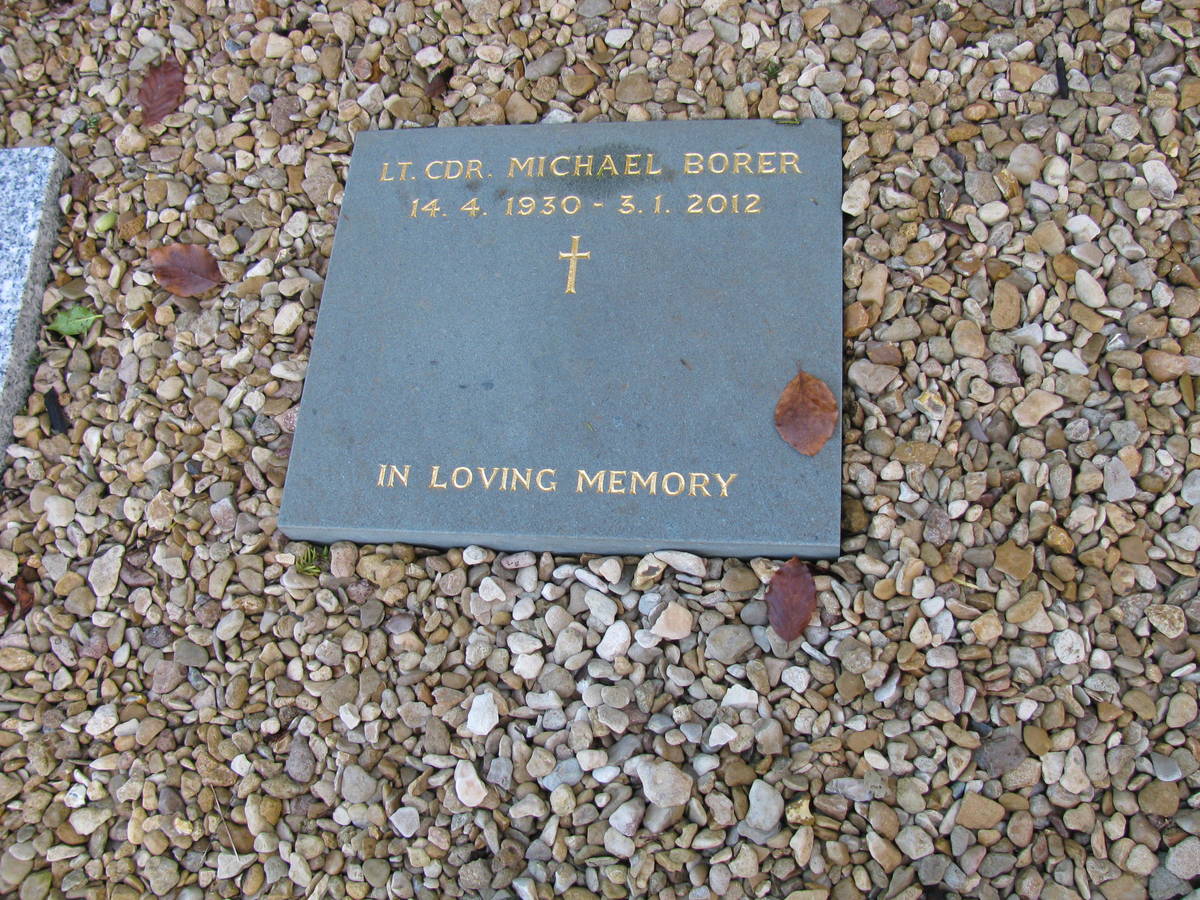 LT. CDR. MICHAEL BORER
14. 4. 1930 - 3. 1. 2012
IN LOVING MEMORY